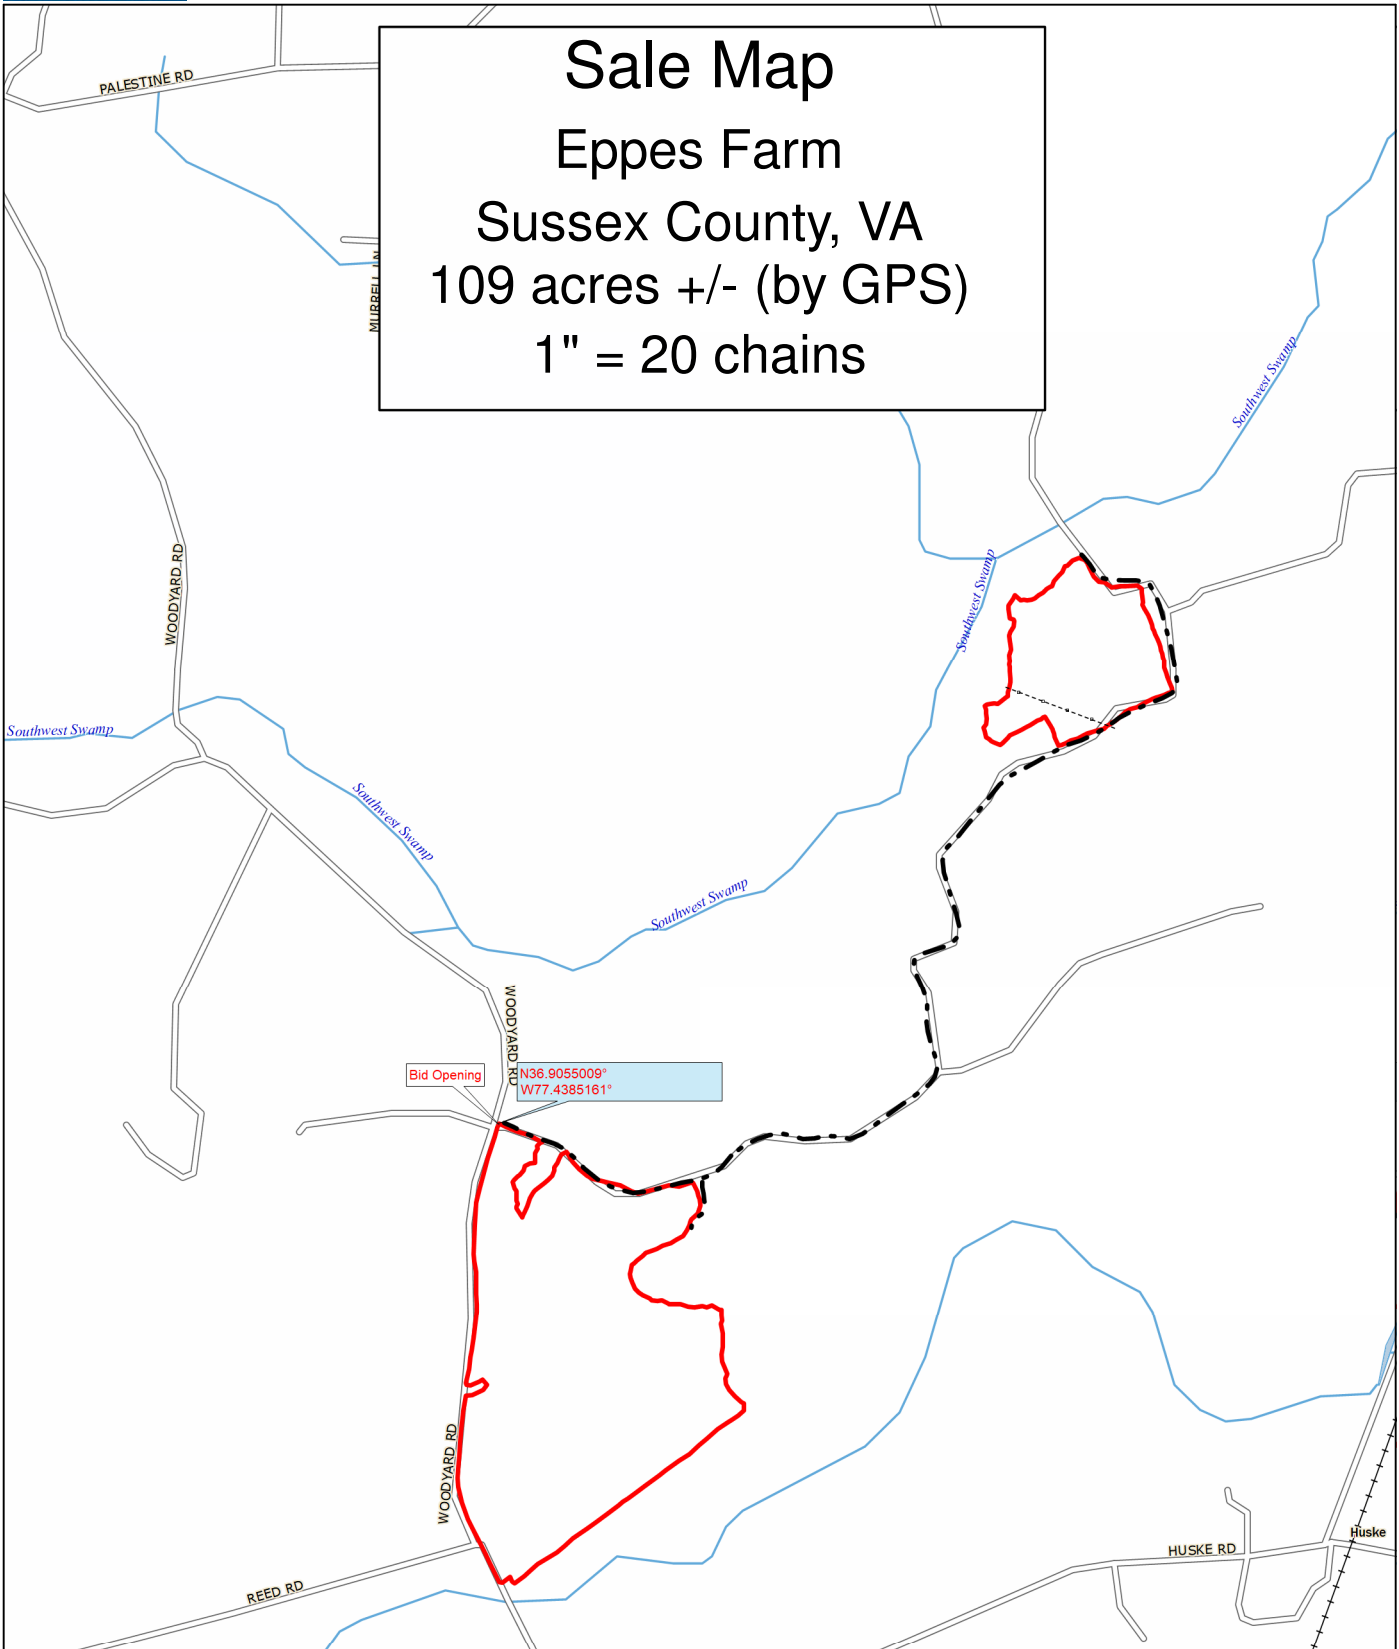 Sale Map
Eppes Farm
Sussex County, VA
109 acres +/- (by GPS)
1" = 20 chains
PALESTINE RD
MURRELL LN
Southwest Swamp
WOODYARD RD
Southwest Swamp
Southwest Swamp
Southwest Swamp
Southwest Swamp
WOODYARD RD
Bid Opening
N36.9055009°
W77.4385161°
WOODYARD RD
REED RD
HUSKE RD
Huske